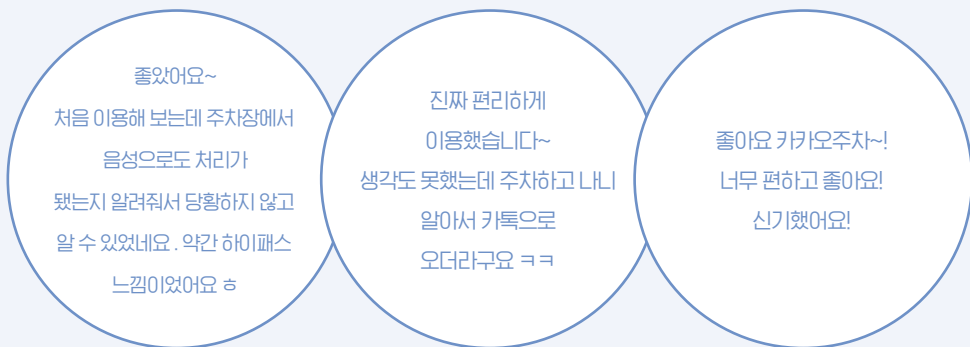 좋았어요~
처음 이용해 보는데 주차장에서
음성으로도 처리가
됐는지 알려줘서 당황하지 않고
알 수 있었네요 . 약간 하이패스
느낌이었어요 ㅎ
진짜 편리하게
이용했습니다~
생각도 못했는데 주차하고 나니
알아서 카톡으로
오더라구요 ㅋㅋ
좋아요 카카오주차~!
너무 편하고 좋아요!
신기했어요!